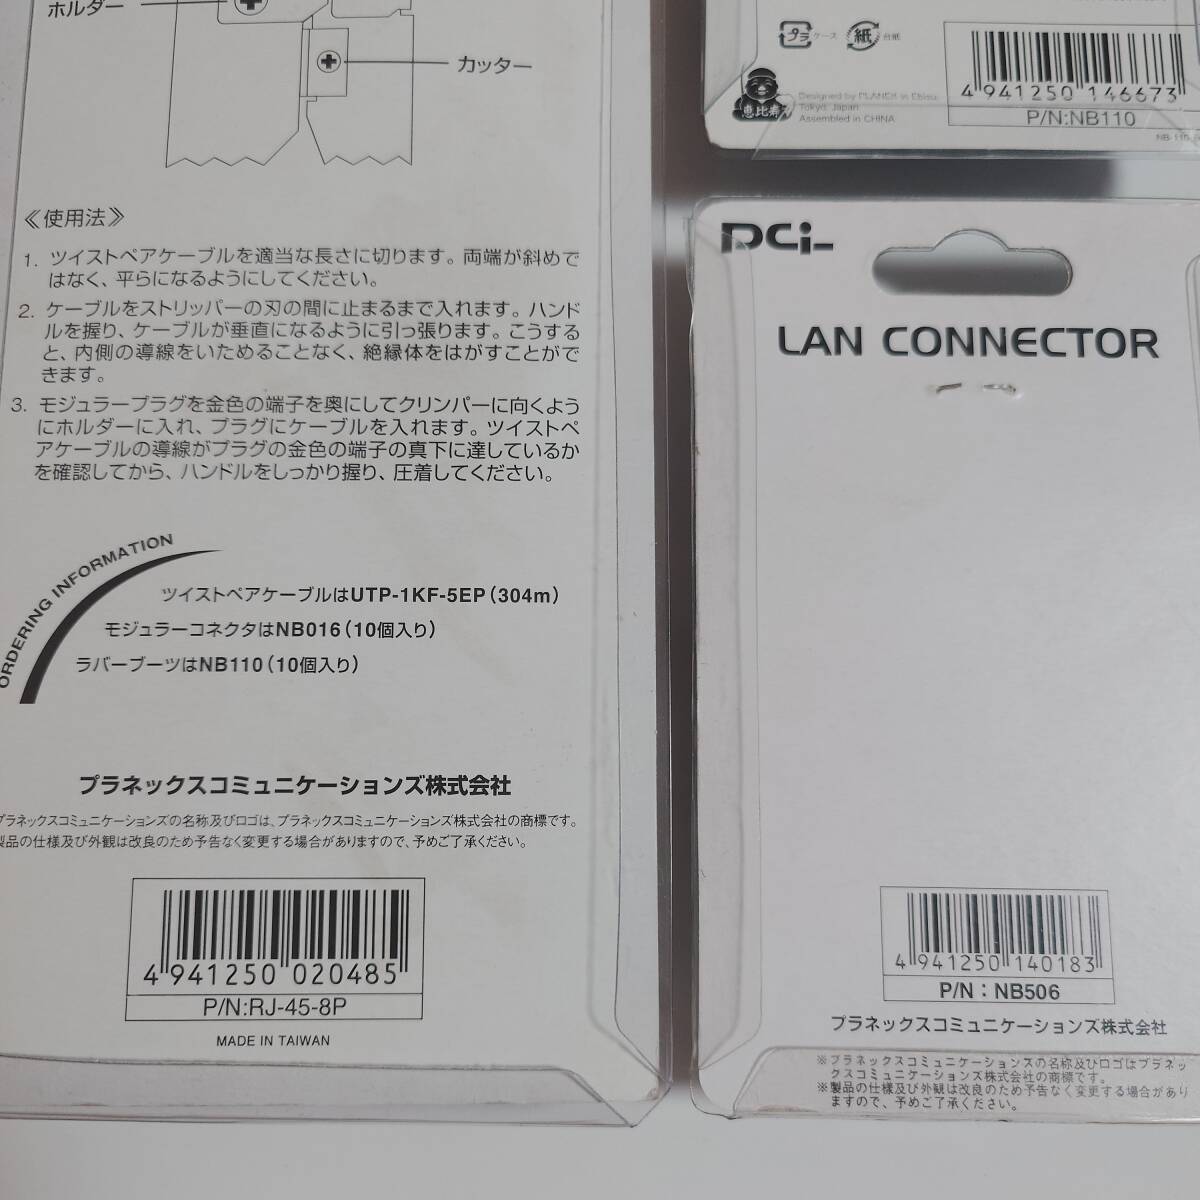 ホルダー
カッター
≪使用法≫
1. ツイストペアケーブルを適当な長さに切ります。両端が斜めで
はなく、平らになるようにしてください。
2. ケーブルをストリッパーの刃の間に止まるまで入れます。ハンド
ルを握り、ケーブルが垂直になるように引っ張ります。こうする
と、内側の導線をいためることなく、絶縁体をはがすことがで
きます。
3. モジュラープラグを金色の端子を奥にしてクリンパーに向くよう
にホルダーに入れ、プラグにケーブルを入れます。ツイストペ
アケーブルの導線がプラグの金色の端子の真下に達しているか
を確認してから、ハンドルをしっかり握り、圧着してください。
ORDERING INFORMATION
ツイストペアケーブルはUTP-1KF-5EP(304m)
モジュラーコネクタはNB016(10個入り)
ラバーブーツはNB110(10個入り)
プラネックスコミュニケーションズ株式会社
プラネックスコミュニケーションズの名称及びロゴは、プラネックスコミュニケーションズ株式会社の商標です。
製品の仕様及び外観は改良のため予告なく変更する場合がありますので、予めご了承ください。
4 941250 020485
P/N:RJ-45-8P
MADE IN TAIWAN
プラ ケース 紙 台紙
恵比寿
Designed by PLANEX in Ebisu,
Tokyo, Japan
Assembled in CHINA
4 941250 146673
P/N:NB110
PCi
LAN CONNECTOR
4 941250 140183
P/N：NB506
プラネックスコミュニケーションズ株式会社
※プラネックスコミュニケーションズの名称及びロゴはプラネッ
クスコミュニケーションズ株式会社の商標です。
※製品の仕様及び外観は改良のため予告なく変更する場合があり
ますので、予めご了承ください。